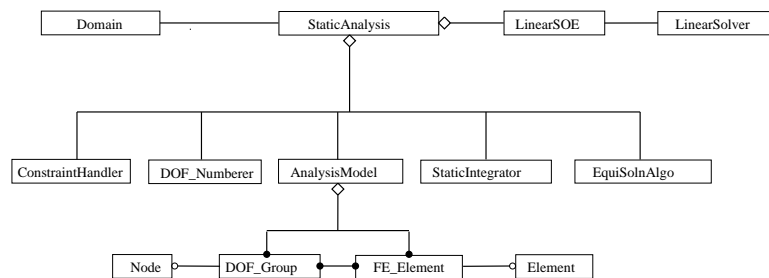 Domain StaticAnalysis LinearSOE LinearSolver
ConstraintHandler DOF_Numberer AnalysisModel StaticIntegrator EquiSolnAlgo
Node DOF_Group FE_Element Element